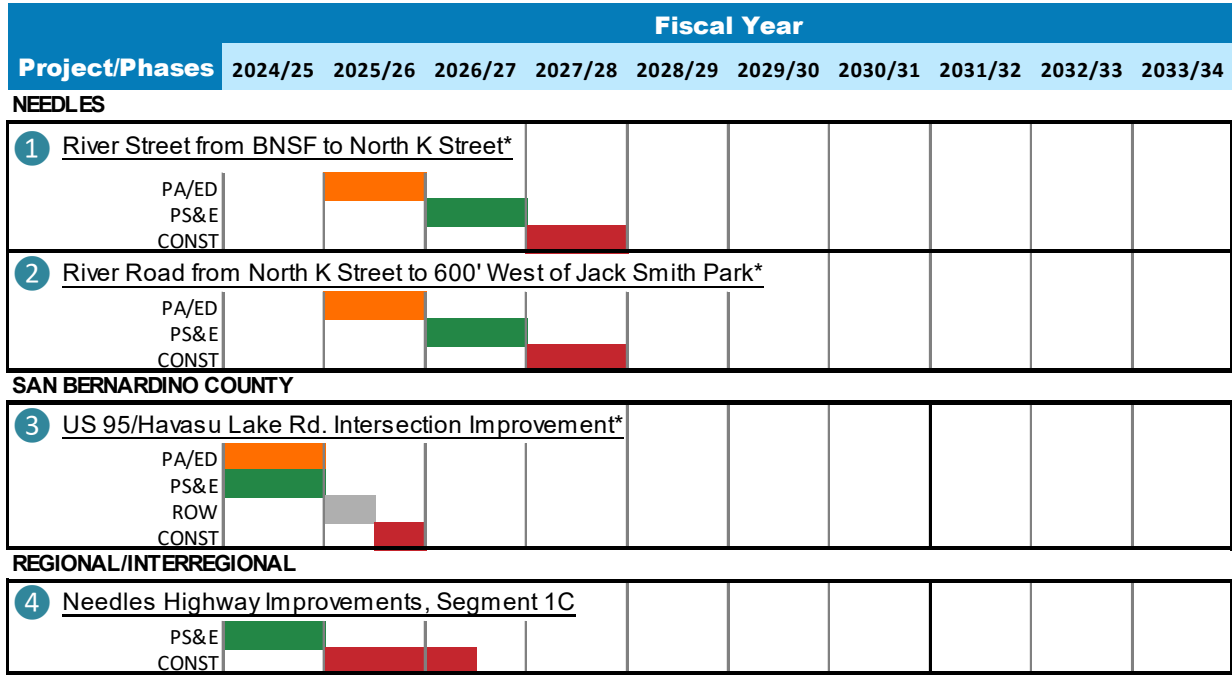 Fiscal Year
Project/Phases 2024/25 2025/26 2026/27 2027/28 2028/29 2029/30 2030/31 2031/32 2032/33 2033/34
NEEDLES
1 River Street from BNSF to North K Street*
PA/ED
PS&E
CONST
2 River Road from North K Street to 600' West of Jack Smith Park*
PA/ED
PS&E
CONST
SAN BERNARDINO COUNTY
3 US 95/Havasu Lake Rd. Intersection Improvement*
PA/ED
PS&E
ROW
CONST
REGIONAL/INTERREGIONAL
4 Needles Highway Improvements, Segment 1C
PS&E
CONST